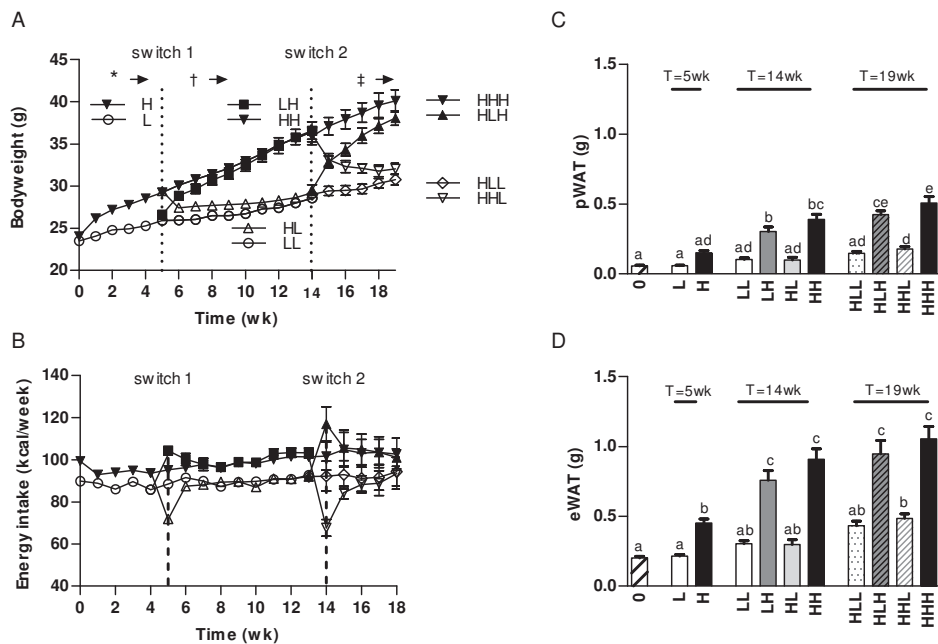 A
switch 1 switch 2
* † ‡
Bodyweight (g)
45
40
35
30
25
20
H
L
LH
HH
HL
LL
HHH
HLH
HLL
HHL
0 2 4 6 8 10 12 14 16 18
Time (wk)
B
switch 1 switch 2
Energy intake (kcal/week)
140
120
100
80
60
40
0 2 4 6 8 10 12 14 16 18
Time (wk)
C
T=5wk T=14wk T=19wk
pWAT (g)
1.5
1.0
0.5
0.0
a a ad ad b ad bc ad ce d e
0 L H LL LH HL HH HLL HLH HHL HHH
D
T=5wk T=14wk T=19wk
eWAT (g)
1.5
1.0
0.5
0.0
a a b ab c ab c ab c b c
0 L H LL LH HL HH HLL HLH HHL HHH